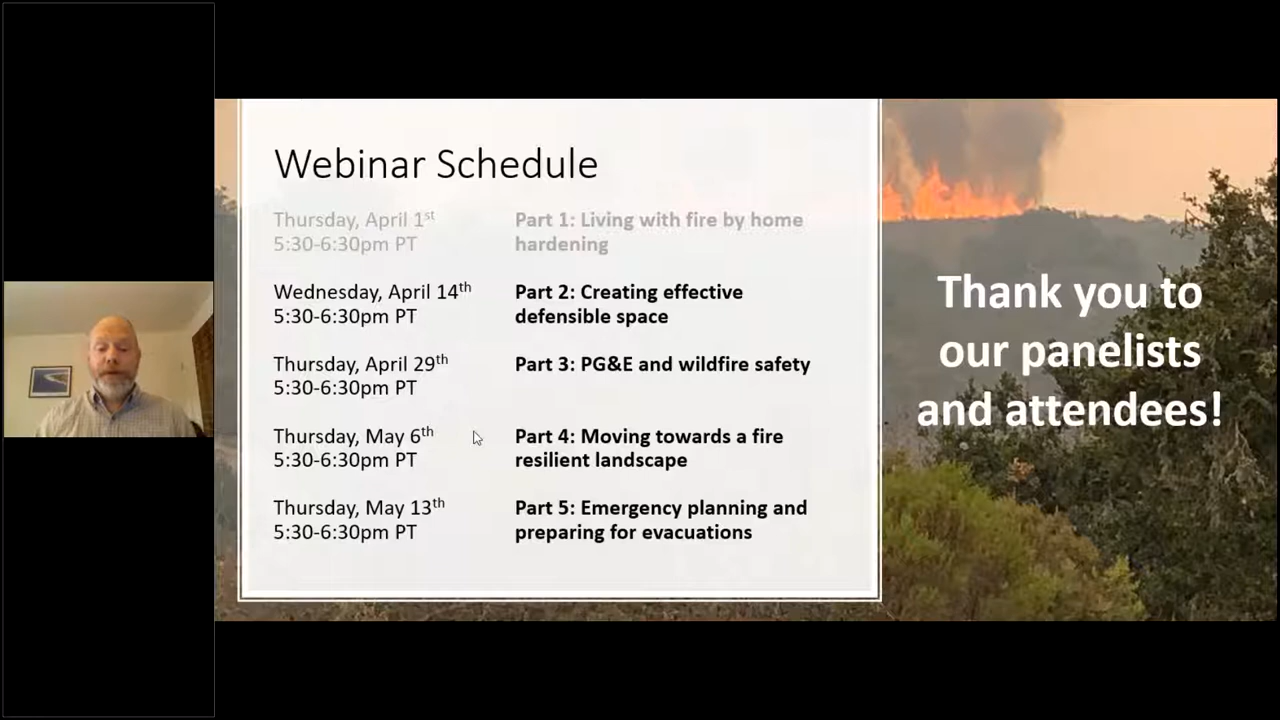 Webinar Schedule
Thursday, April 1st
5:30-6:30pm PT
Part 1: Living with fire by home
hardening
Wednesday, April 14th
5:30-6:30pm PT
Part 2: Creating effective
defensible space
Thursday, April 29th
5:30-6:30pm PT
Part 3: PG&E and wildfire safety
Thursday, May 6th
5:30-6:30pm PT
Part 4: Moving towards a fire
resilient landscape
Thursday, May 13th
5:30-6:30pm PT
Part 5: Emergency planning and
preparing for evacuations
Thank you to
our panelists
and attendees!